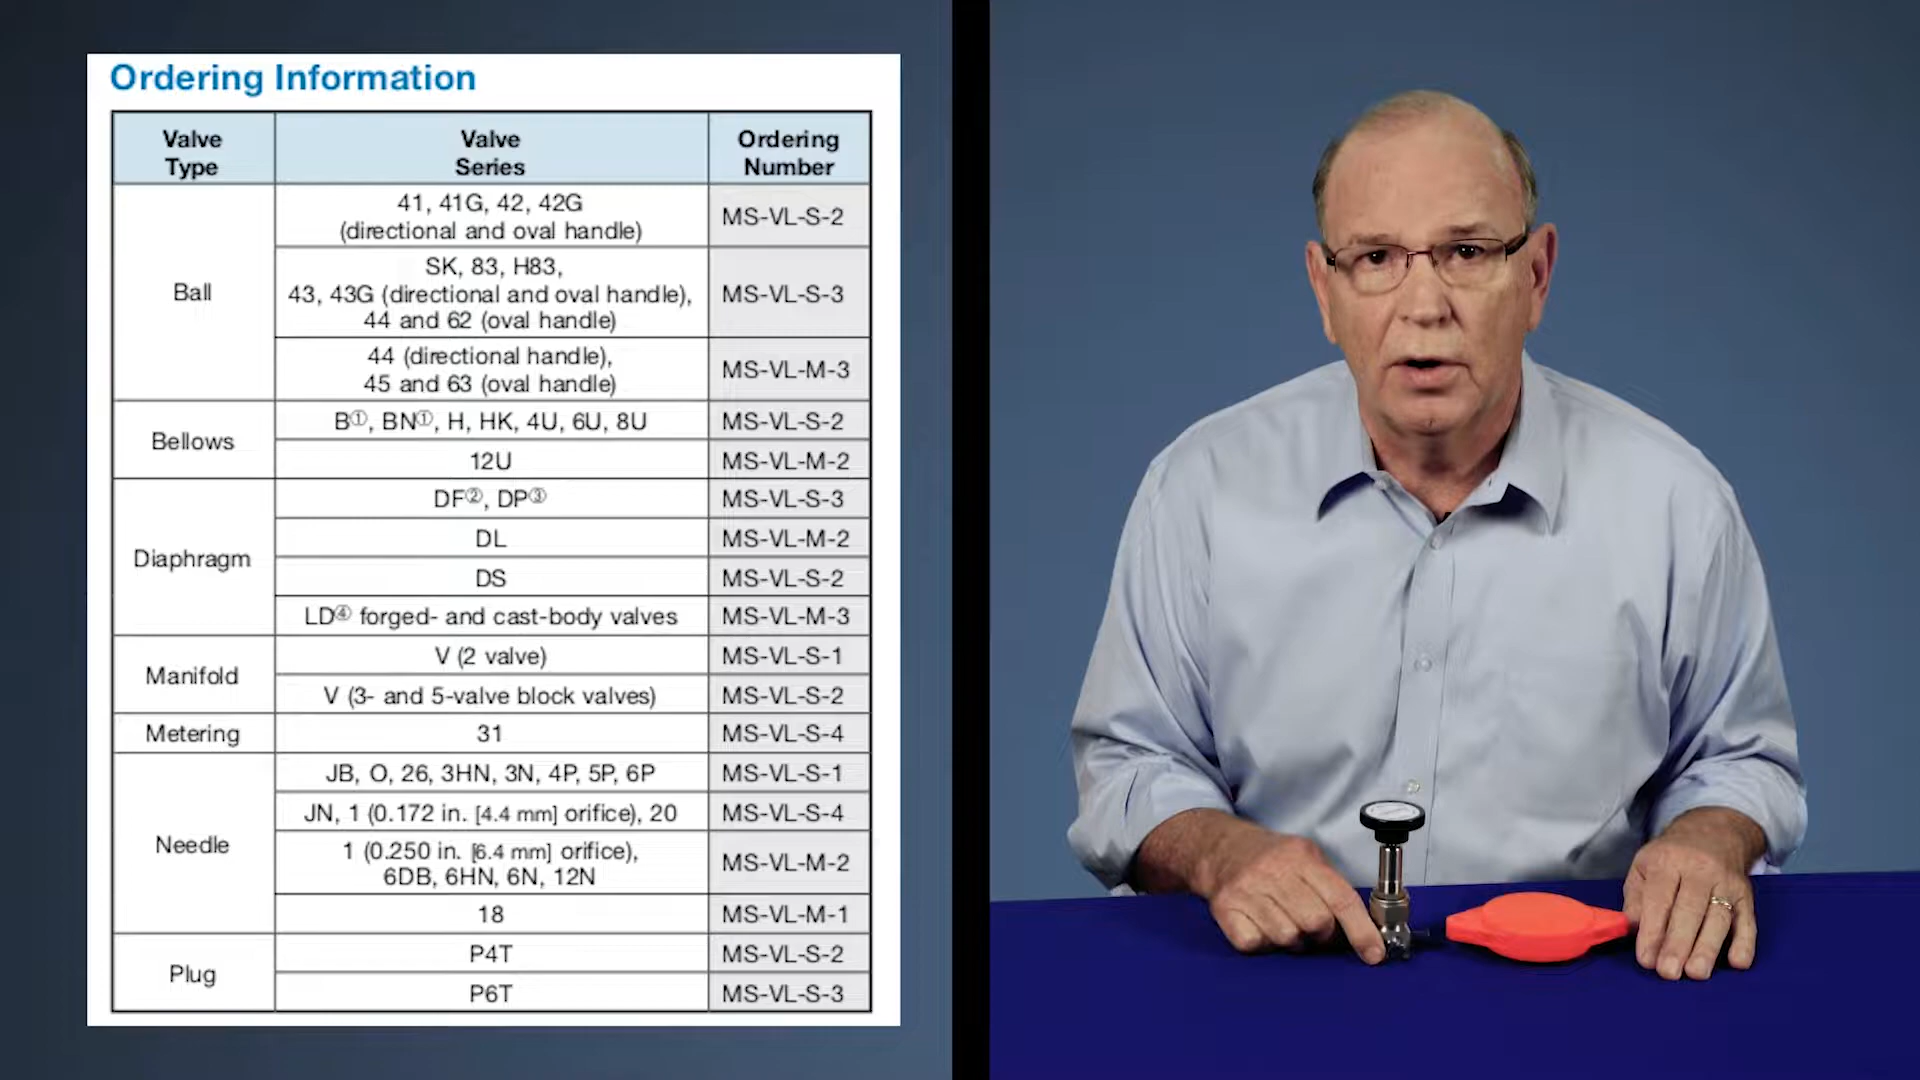 Ordering Information
Valve Type
Valve Series
Ordering Number
Ball
41, 41G, 42, 42G
(directional and oval handle)
MS-VL-S-2
SK, 83, H83,
43, 43G (directional and oval handle),
44 and 62 (oval handle)
MS-VL-S-3
44 (directional handle),
45 and 63 (oval handle)
MS-VL-M-3
Bellows
B①, BN①, H, HK, 4U, 6U, 8U
MS-VL-S-2
12U
MS-VL-M-2
Diaphragm
DF②, DP③
MS-VL-S-3
DL
MS-VL-M-2
DS
MS-VL-S-2
LD④ forged- and cast-body valves
MS-VL-M-3
Manifold
V (2 valve)
MS-VL-S-1
V (3- and 5-valve block valves)
MS-VL-S-2
Metering
31
MS-VL-S-4
Needle
JB, O, 26, 3HN, 3N, 4P, 5P, 6P
MS-VL-S-1
JN, 1 (0.172 in. [4.4 mm] orifice), 20
MS-VL-S-4
1 (0.250 in. [6.4 mm] orifice),
6DB, 6HN, 6N, 12N
MS-VL-M-2
18
MS-VL-M-1
Plug
P4T
MS-VL-S-2
P6T
MS-VL-S-3